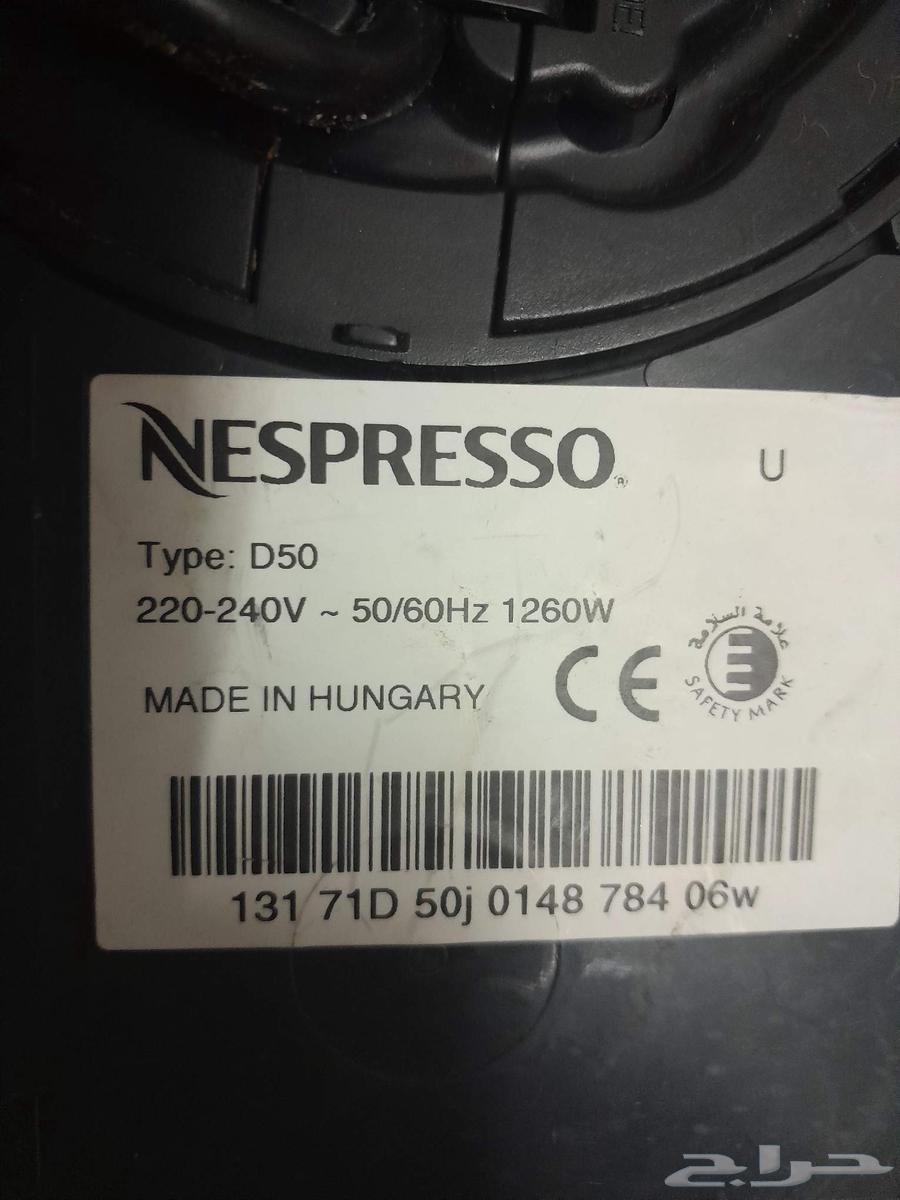 NESPRESSO®
U
Type: D50
220-240V ~ 50/60Hz 1260W
MADE IN HUNGARY
CE
علامة السلامة
SAFETY MARK
131 71D 50j 0148 784 06w
حراج